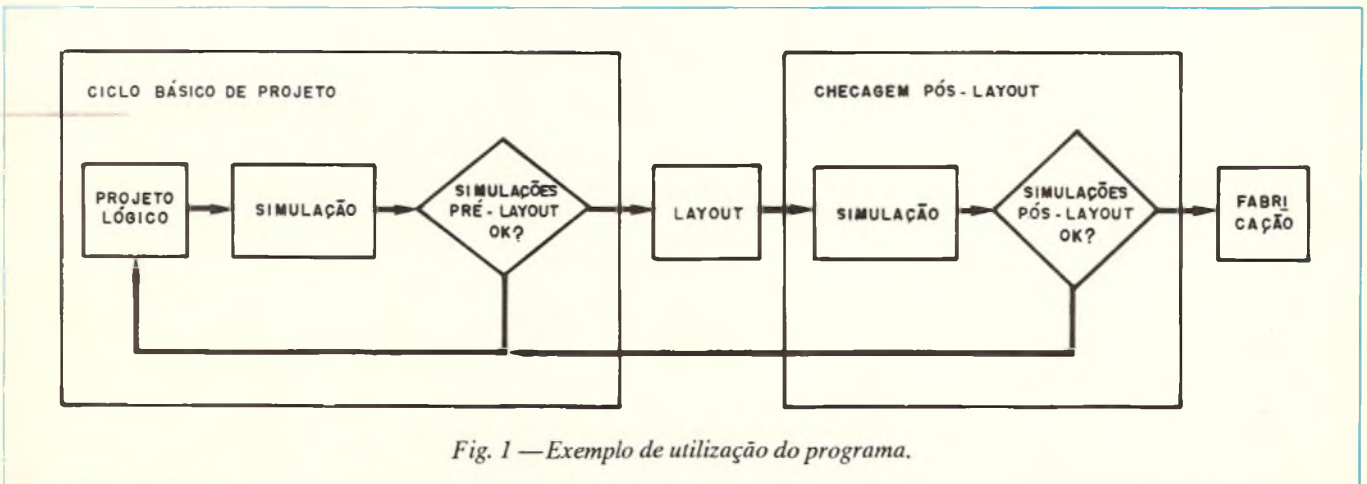 CICLO BÁSICO DE PROJETO
PROJETO
LÓGICO
SIMULAÇÃO
SIMULAÇÕES
PRÉ-LAYOUT
OK?
LAYOUT
CHECAGEM PÓS-LAYOUT
SIMULAÇÃO
SIMULAÇÕES
PÓS-LAYOUT
OK?
FABRI
CAÇÃO
Fig. 1 — Exemplo de utilização do programa.